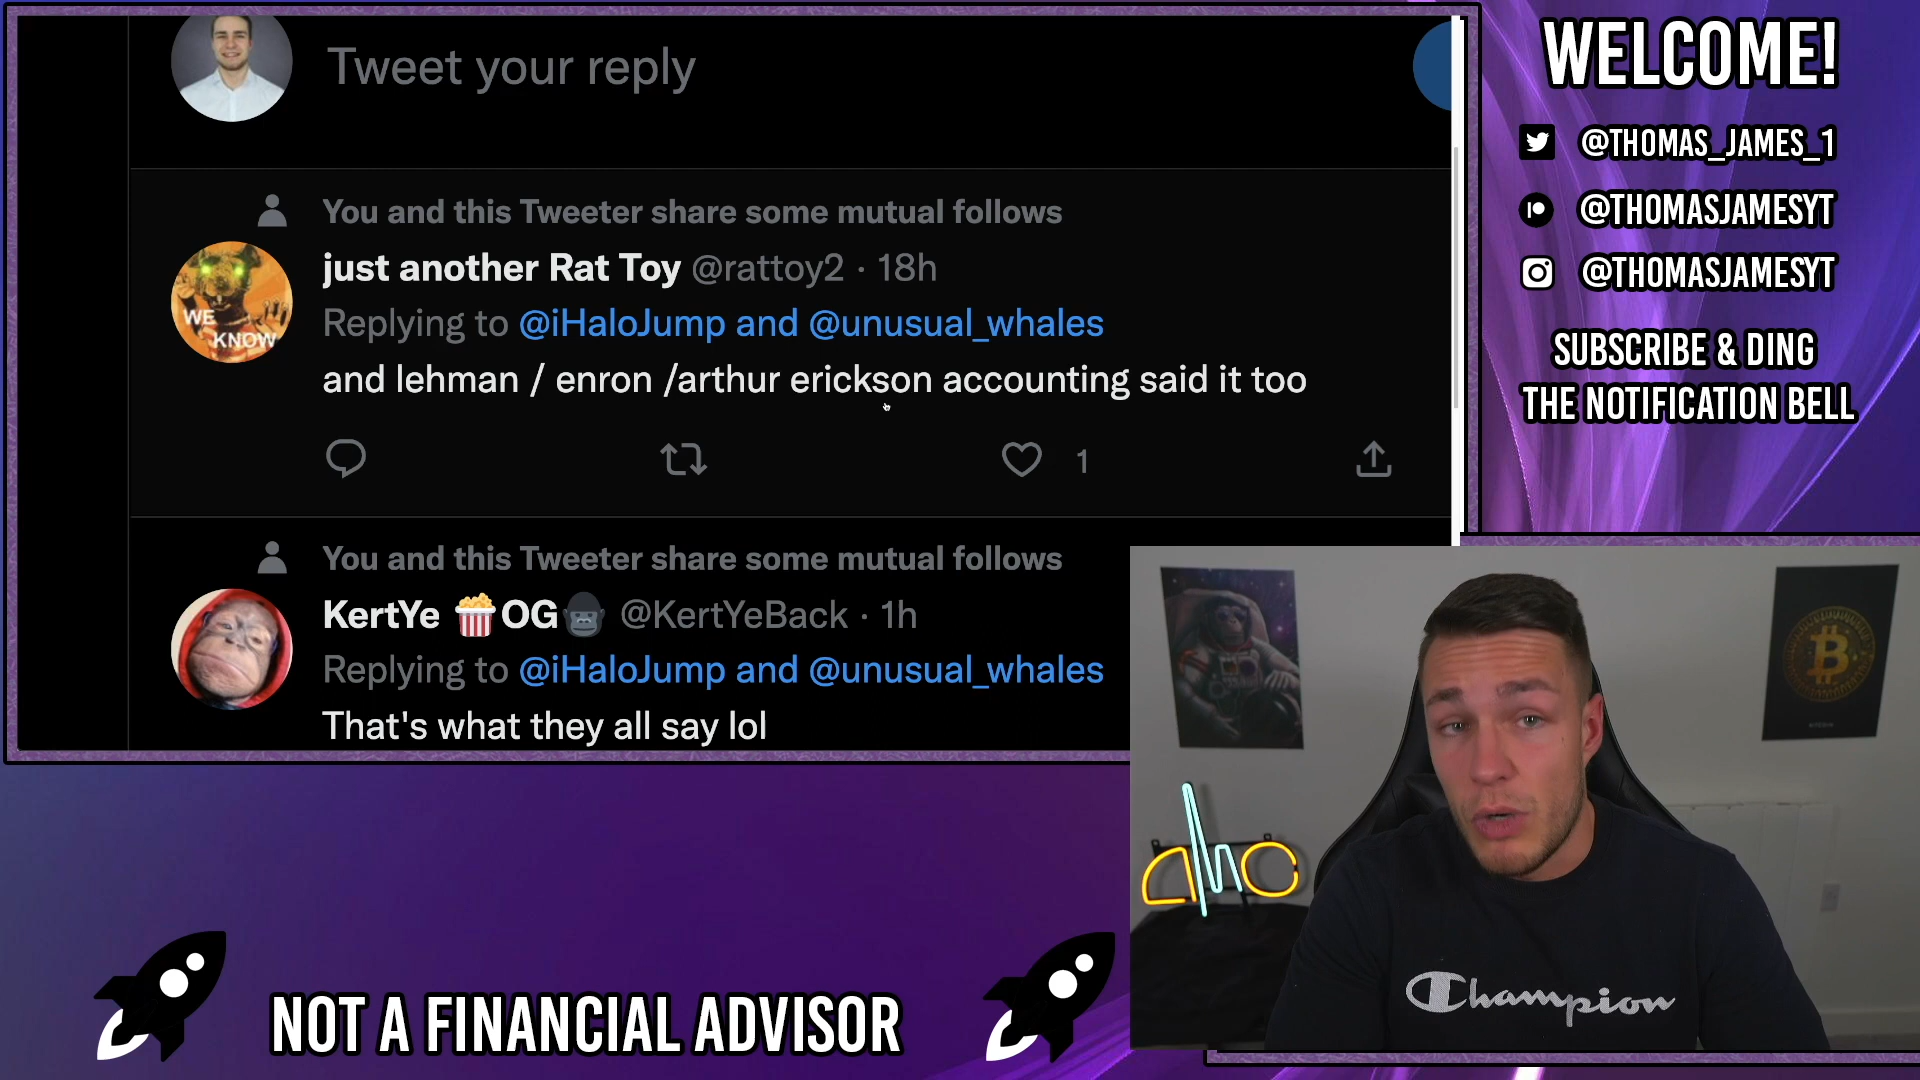 Tweet your reply
You and this Tweeter share some mutual follows
just another Rat Toy @rattoy2 · 18h
Replying to @iHaloJump and @unusual_whales
and lehman / enron /arthur erickson accounting said it too
1
WE
KNOW
You and this Tweeter share some mutual follows
KertYe 🍿OG🦍 @KertYeBack · 1h
Replying to @iHaloJump and @unusual_whales
That's what they all say lol
WELCOME!
@THOMAS_JAMES_1
@THOMASJAMESYT
@THOMASJAMESYT
SUBSCRIBE & DING
THE NOTIFICATION BELL
Champion
NOT A FINANCIAL ADVISOR